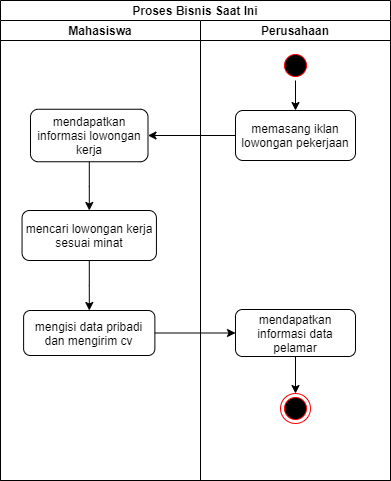 Proses Bisnis Saat Ini
Mahasiswa
Perusahaan
memasang iklan
lowongan pekerjaan
mendapatkan
informasi lowongan
kerja
mencari lowongan kerja
sesuai minat
mengisi data pribadi
dan mengirim cv
mendapatkan
informasi data
pelamar